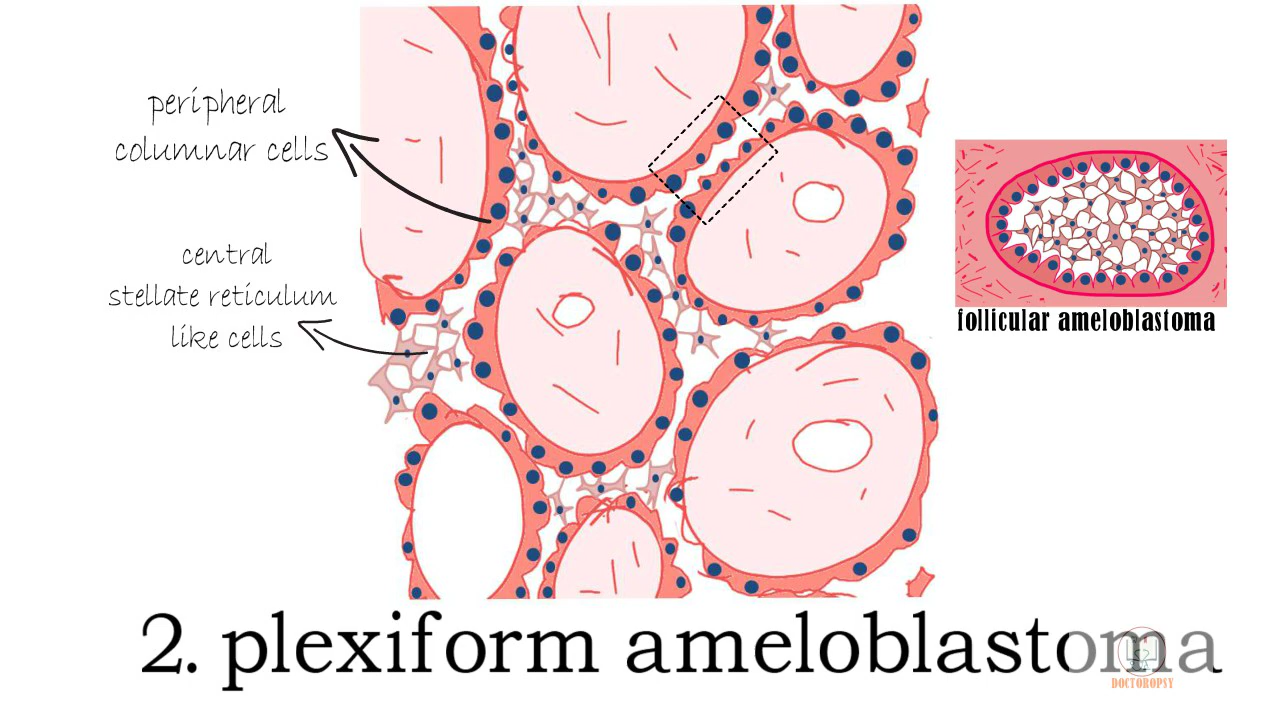 peripheral
columnar cells
central
stellate reticulum
like cells
follicular ameloblastoma
2. plexiform ameloblastoma
DOCTOROPSY